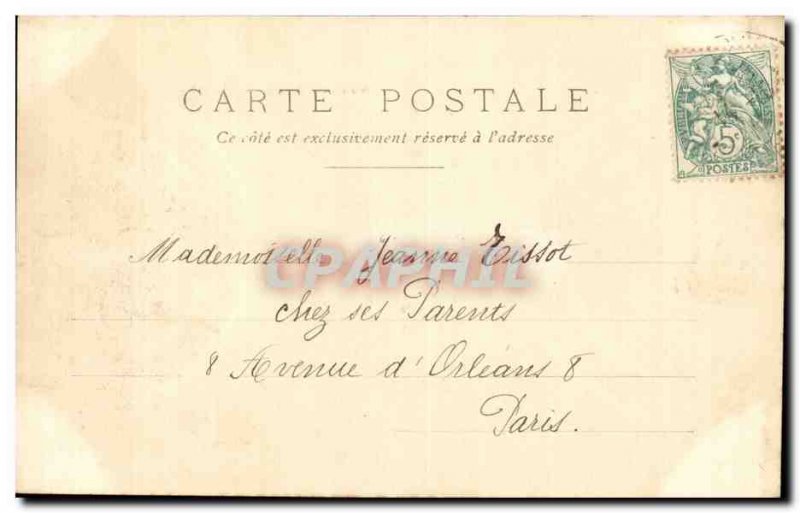 CARTE POSTALE
Ce côté est exclusivement réservé à l'adresse
5c
POSTES
Mademoiselle Jeanne Tissot
CPAPHIL
chez ses Parents
8 Avenue d'Orléans 8
Paris.